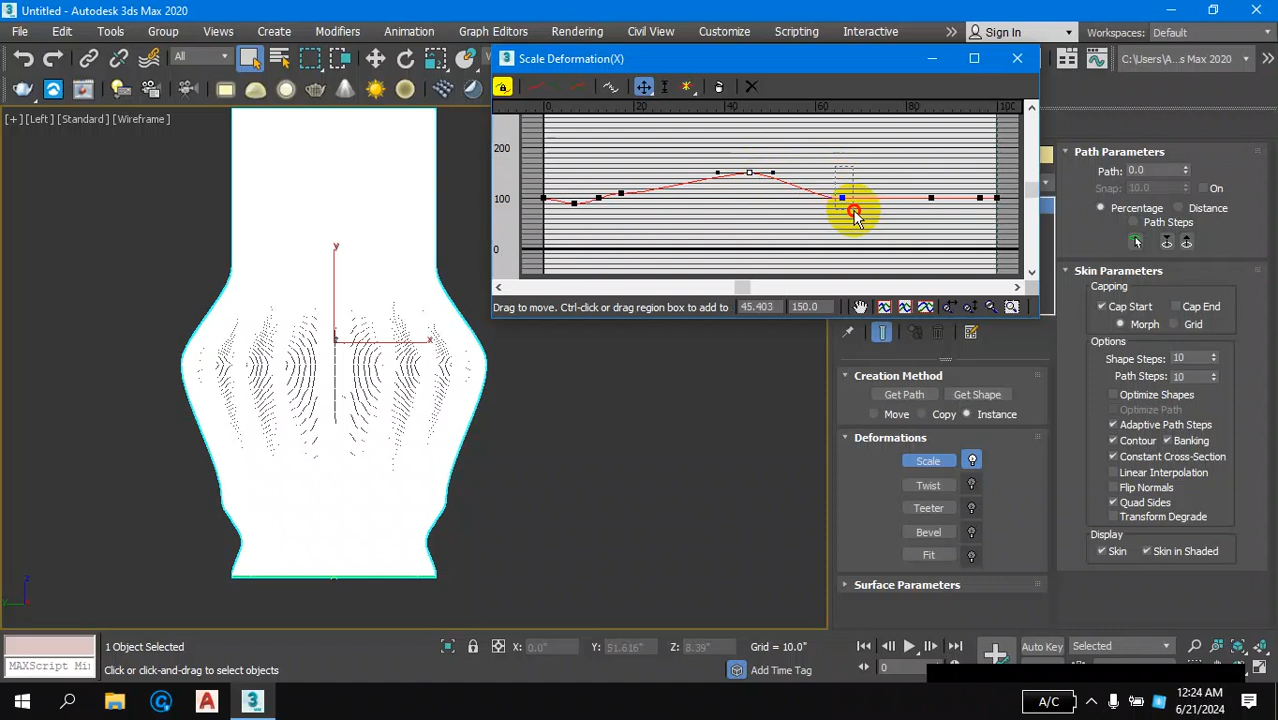 Untitled - Autodesk 3ds Max 2020
File Edit Tools Group Views Create Modifiers Animation Graph Editors Rendering Civil View Customize Scripting Interactive Sign In Workspaces: Default
All C:\Users\A...s Max 2020
Scale Deformation(X)
[+] [Left] [Standard] [Wireframe]
0 20 40 60 80 100
200
100
0
Drag to move. Ctrl-click or drag region box to add to 45.403 150.0
y
x
z
z
Y
Path Parameters
Path: 0.0
Snap: 10.0 On
Percentage Distance
Path Steps
Skin Parameters
Capping
Cap Start Cap End
Morph Grid
Options
Shape Steps: 10
Path Steps: 10
Optimize Shapes
Optimize Path
Adaptive Path Steps
Contour Banking
Constant Cross-Section
Linear Interpolation
Flip Normals
Quad Sides
Transform Degrade
Display
Skin Skin in Shaded
Creation Method
Get Path Get Shape
Move Copy Instance
Deformations
Scale
Twist
Teeter
Bevel
Fit
Surface Parameters
1 Object Selected X: 0.0" Y: 51.616" Z: 8.39" Grid = 10.0" Auto Key Selected
MAXScript Mi Click or click-and-drag to select objects Add Time Tag 0
A/C 12:24 AM
6/21/2024